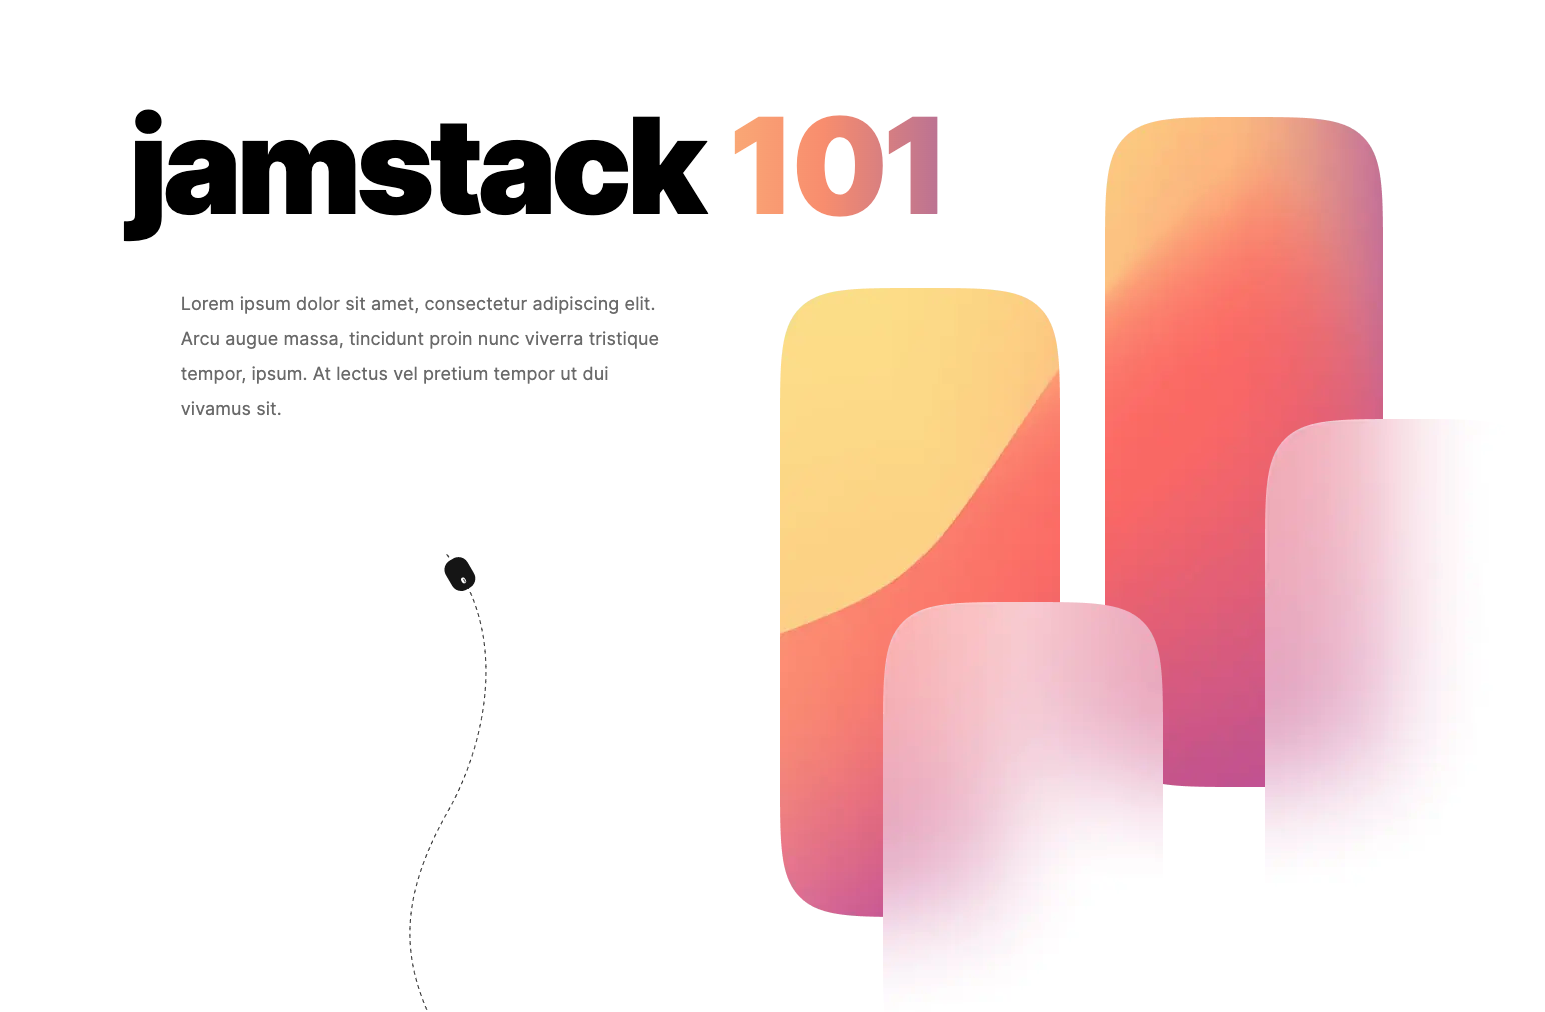 jamstack 101
Lorem ipsum dolor sit amet, consectetur adipiscing elit.
Arcu augue massa, tincidunt proin nunc viverra tristique
tempor, ipsum. At lectus vel pretium tempor ut dui
vivamus sit.